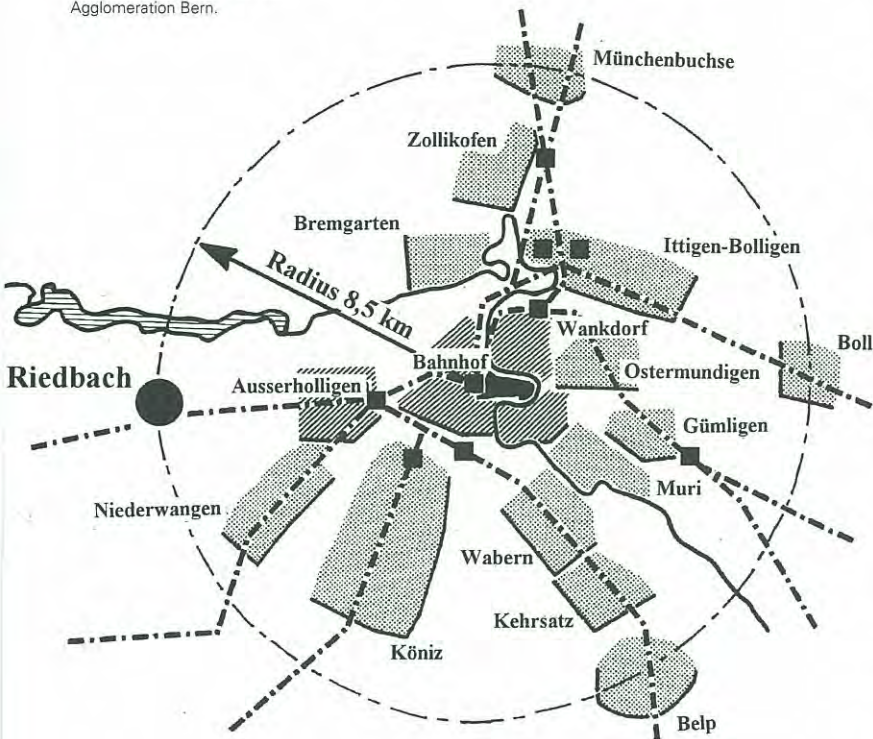 Agglomeration Bern.
Münchenbuchse
Zollikofen
Bremgarten
Ittigen-Bolligen
Radius 8,5 km
Wankdorf
Boll
Bahnhof
Ostermundigen
Riedbach
Ausserholligen
Gümligen
Muri
Niederwangen
Wabern
Kehrsatz
Köniz
Belp